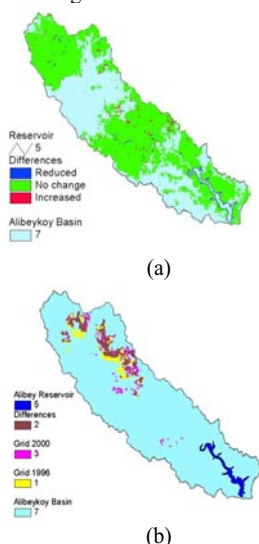 Reservoir
5
Differences
Reduced
No change
Increased
Alibeykoy Basin
7
(a)
Alibey Reservoir
5
Differences
2
Grid 2000
3
Grid 1996
1
Alibeykoy Basin
7
(b)